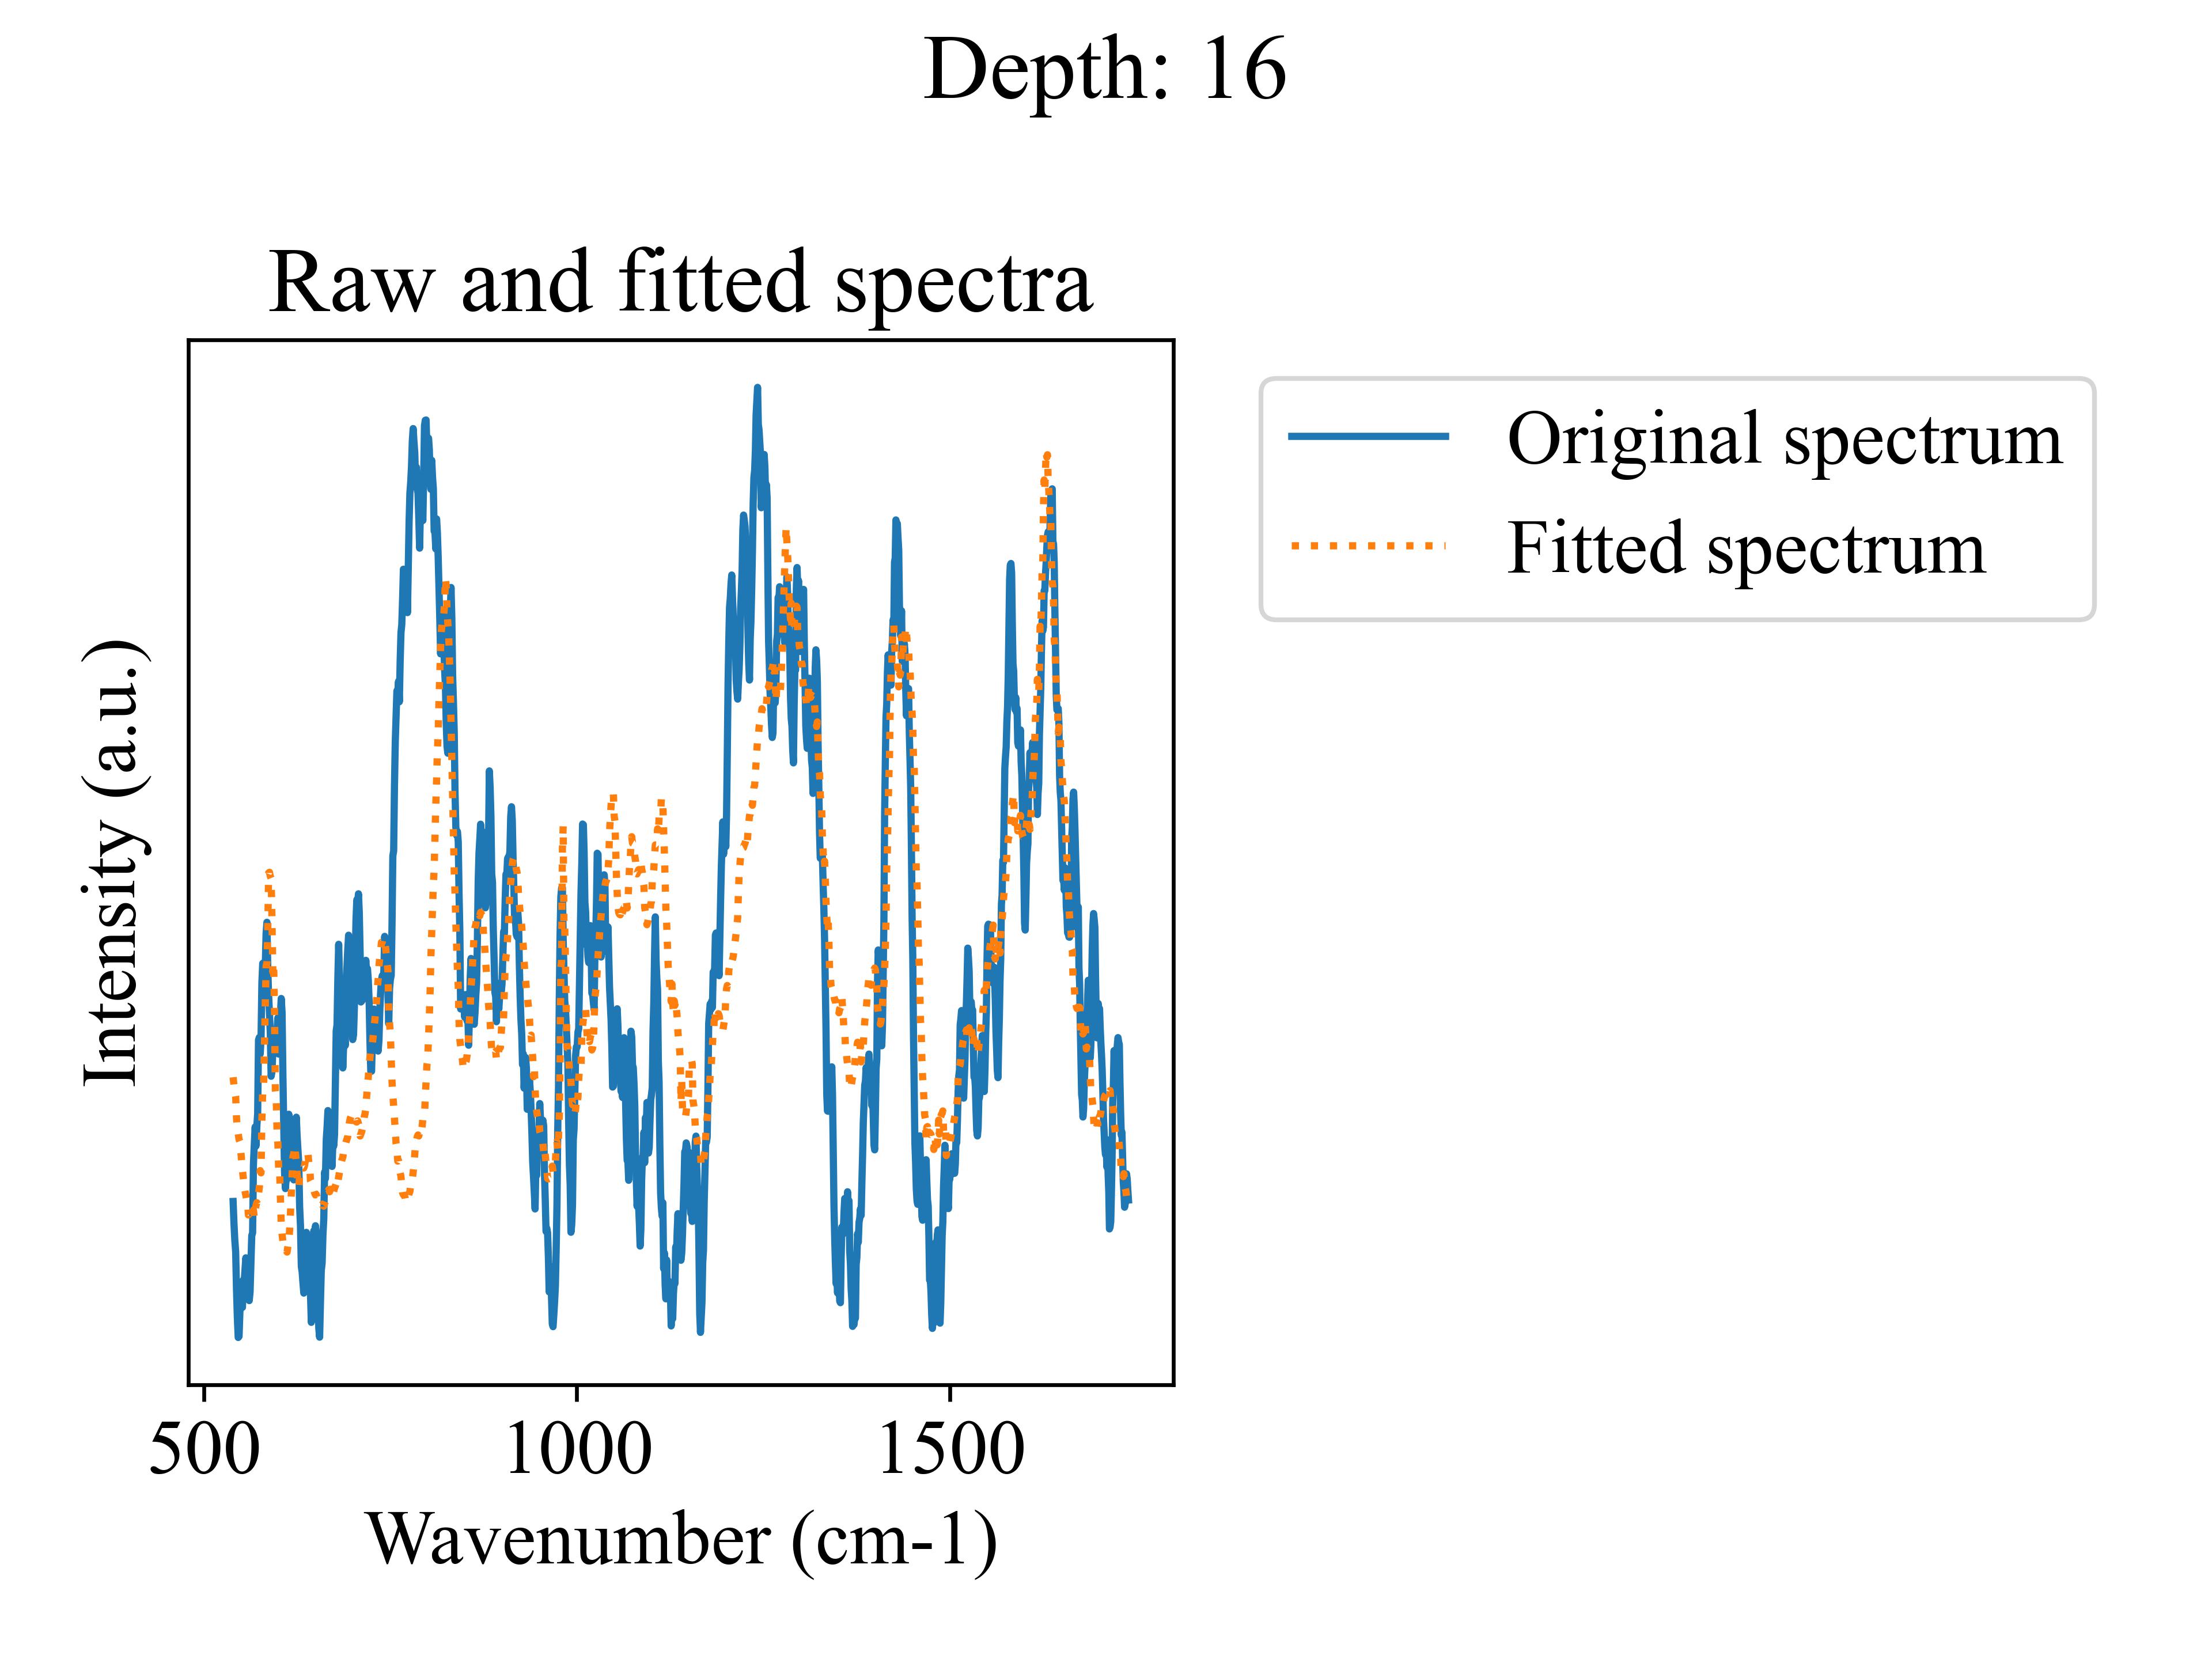 Depth: 16
Raw and fitted spectra
Original spectrum
Fitted spectrum
Intensity (a.u.)
500 1000 1500
Wavenumber (cm-1)